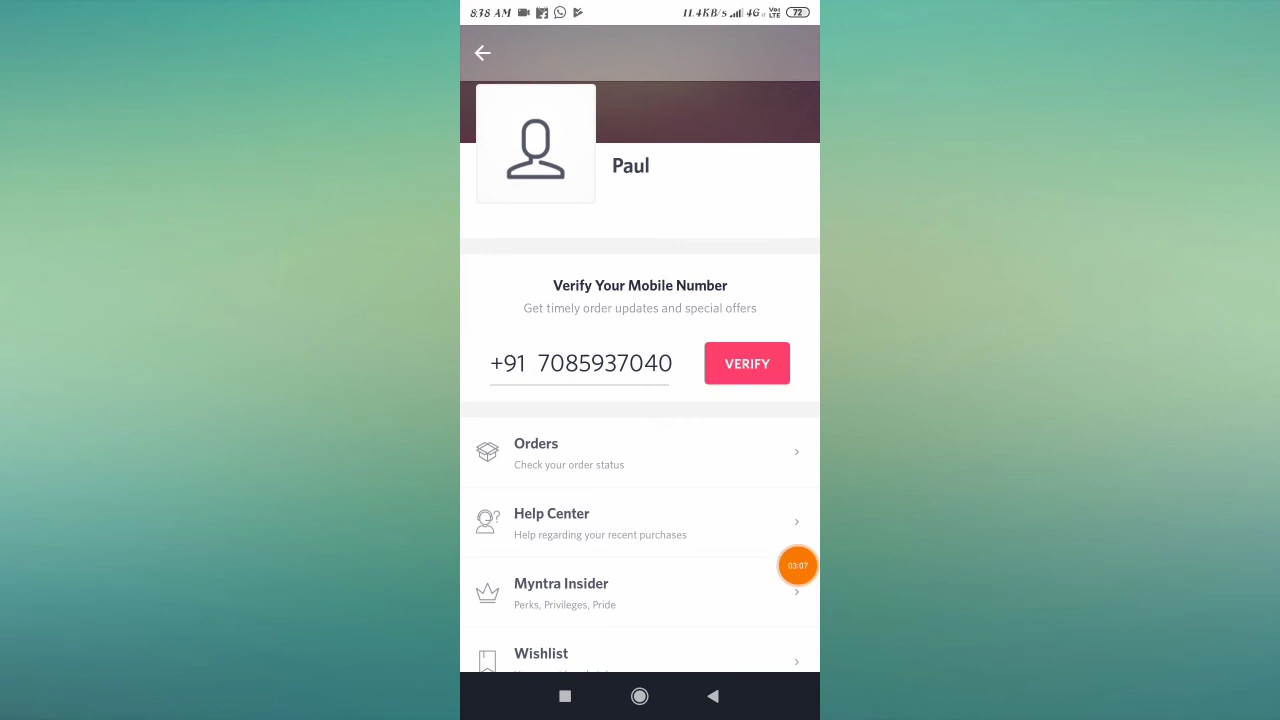 8:38 AM 11.4KB/s 4G Vo) LTE 72
Paul
Verify Your Mobile Number
Get timely order updates and special offers
+91 7085937040 VERIFY
Orders
Check your order status
Help Center
Help regarding your recent purchases
03:07
Myntra Insider
Perks, Privileges, Pride
Wishlist